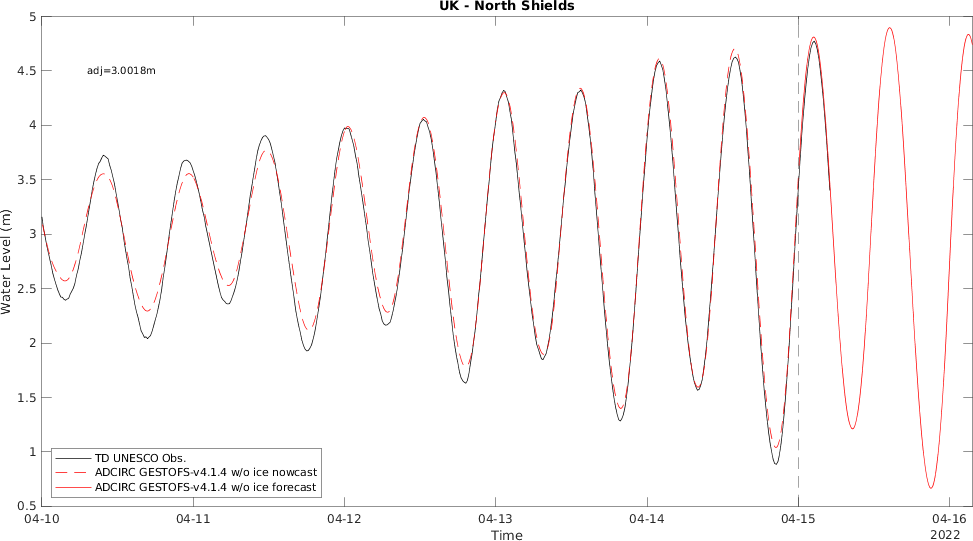 UK - North Shields
5
4.5
4
3.5
3
2.5
2
1.5
1
0.5
Water Level (m)
adj=3.0018m
TD UNESCO Obs.
ADCIRC GESTOFS-v4.1.4 w/o ice nowcast
ADCIRC GESTOFS-v4.1.4 w/o ice forecast
04-10 04-11 04-12 04-13 04-14 04-15 04-16
Time 2022